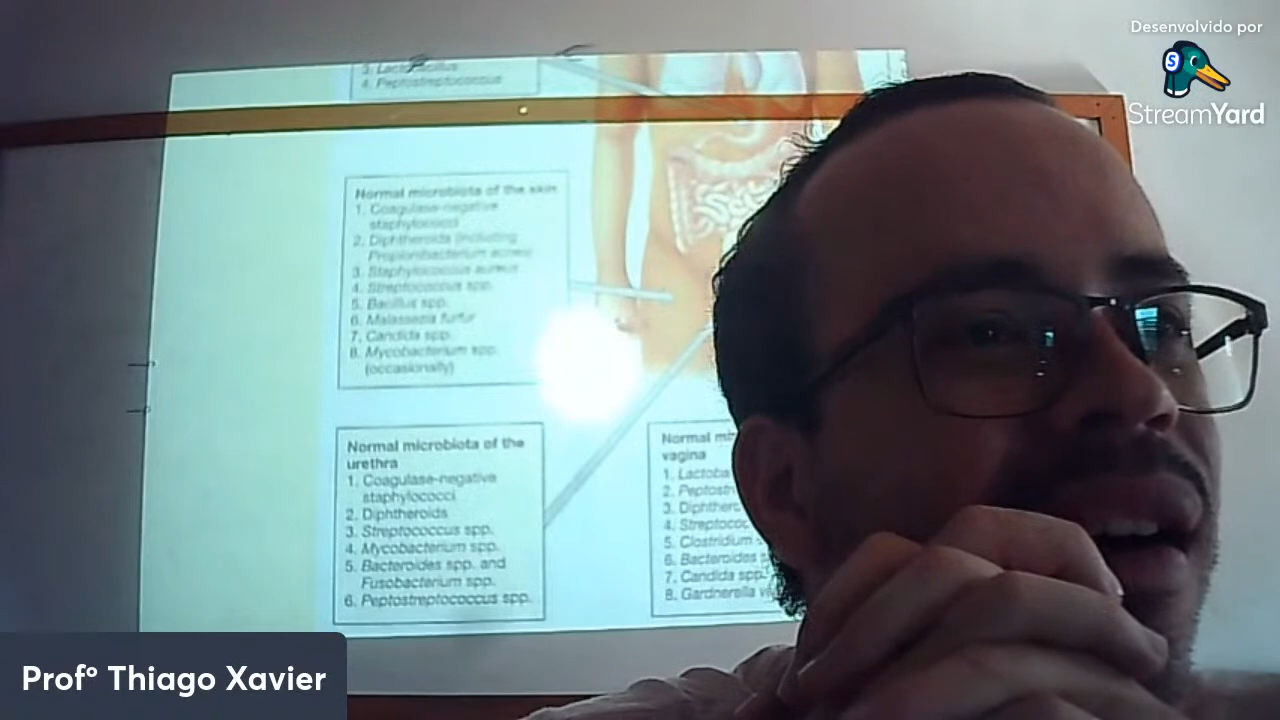 Desenvolvido por
StreamYard
4. Peptostreptococcus
Normal microbiota of the skin
1. Coagulase-negative
staphylococci
2. Diphtheroids (including
Propionibacterium acnes)
3. Staphylococcus aureus
4. Streptococcus spp.
5. Bacillus spp.
6. Malassezia furfur
7. Candida spp.
8. Mycobacterium spp.
(occasionally)
Normal microbiota of the
urethra
1. Coagulase-negative
staphylococci
2. Diphtheroids
3. Streptococcus spp.
4. Mycobacterium spp.
5. Bacteroides spp. and
Fusobacterium spp.
6. Peptostreptococcus spp.
Normal
vagina
1. Lactoba
2. Peptostr
3. Diphthero
4. Streptococ
5. Clostridium
6. Bacteroides
7. Candida spp.
8. Gardnerella
Profº Thiago Xavier